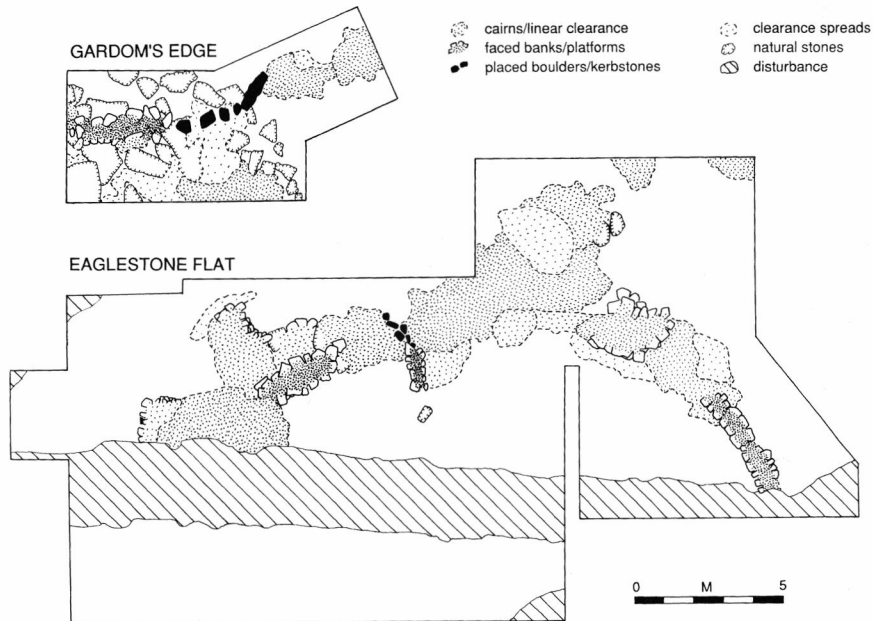 GARDOM'S EDGE
cairns/linear clearance
faced banks/platforms
placed boulders/kerbstones
clearance spreads
natural stones
disturbance
EAGLESTONE FLAT
0 M 5